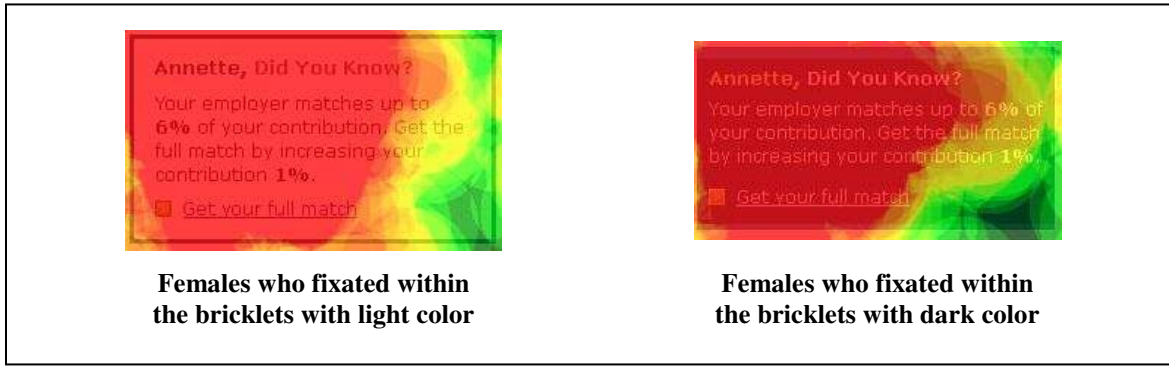 Annette, Did You Know?
Your employer matches up to
6% of your contribution. Get the
full match by increasing your
contribution 1%.
Get your full match
Females who fixated within
the bricklets with light color
Annette, Did You Know?
Your employer matches up to 6% of
your contribution. Get the full match
by increasing your contribution 1%.
Get your full match
Females who fixated within
the bricklets with dark color